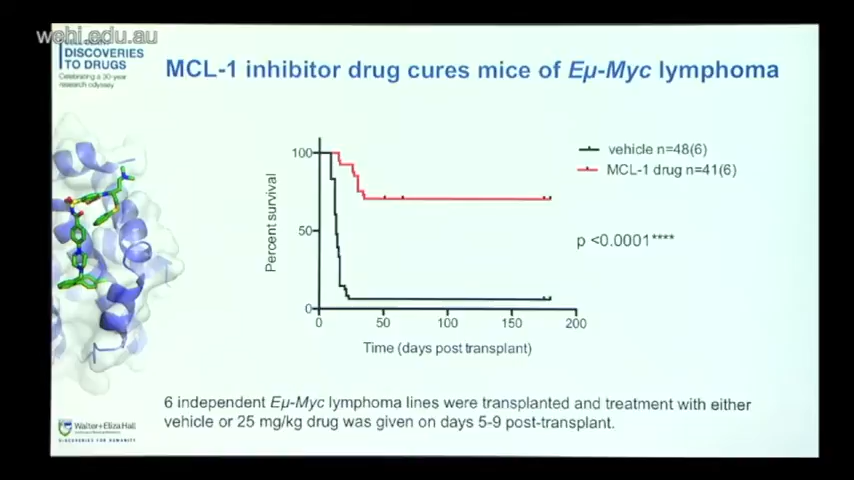 wehi.edu.au
DISCOVERIES
TO DRUGS
Celebrating a 30-year
research odyssey
MCL-1 inhibitor drug cures mice of Eμ-Myc lymphoma
100
50
0
Percent survival
0 50 100 150 200
Time (days post transplant)
vehicle n=48(6)
MCL-1 drug n=41(6)
p <0.0001****
6 independent Eμ-Myc lymphoma lines were transplanted and treatment with either
vehicle or 25 mg/kg drug was given on days 5-9 post-transplant.
Walter+Eliza Hall
DISCOVERIES FOR HUMANITY